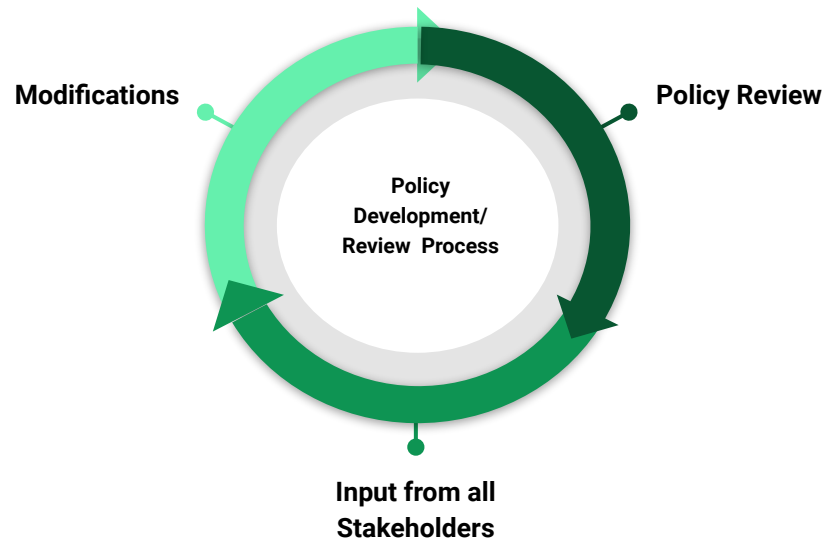 Modifications
Policy Review
Policy
Development/
Review Process
Input from all
Stakeholders